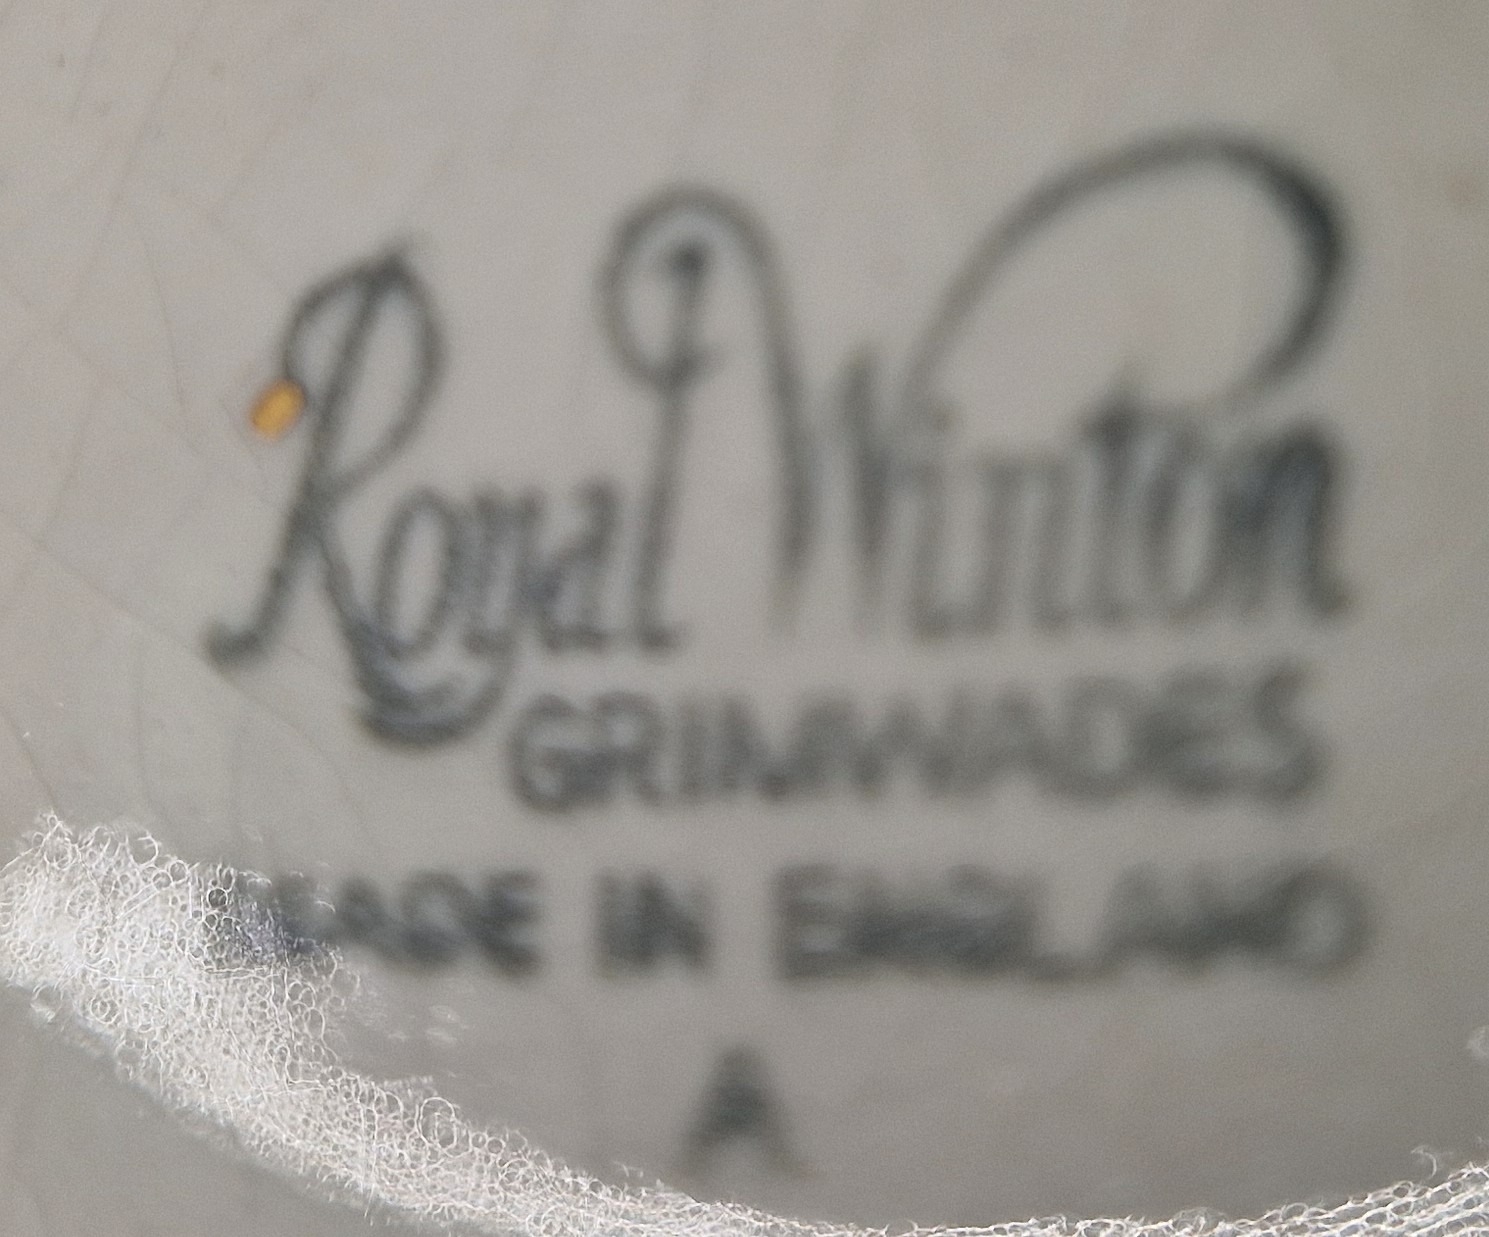 Royal Winton
GRIMWADES
MADE IN ENGLAND
A